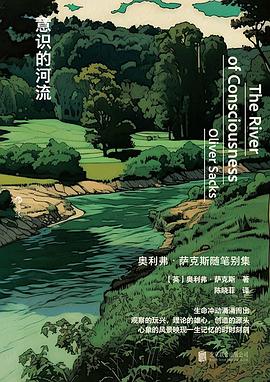 意识的河流
The River
of Consciousness
Oliver Sacks
奥利弗·萨克斯随笔别集
[英] 奥利弗·萨克斯 著
陈晓菲 译
生命冲动涌涌而出
观察的玩兴，理论的雄心，创造的源头
心象的风景映现一生记忆的时时刻刻